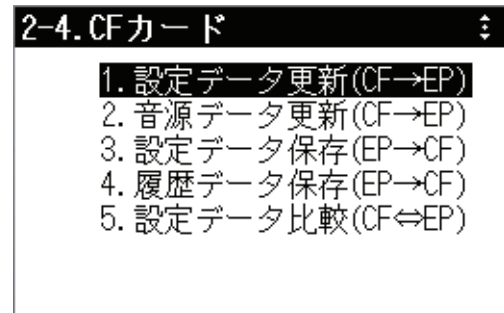 2-4.CFカード
1.設定データ更新(CF→EP)
2.音源データ更新(CF→EP)
3.設定データ保存(EP→CF)
4.履歴データ保存(EP→CF)
5.設定データ比較(CF⇔EP)